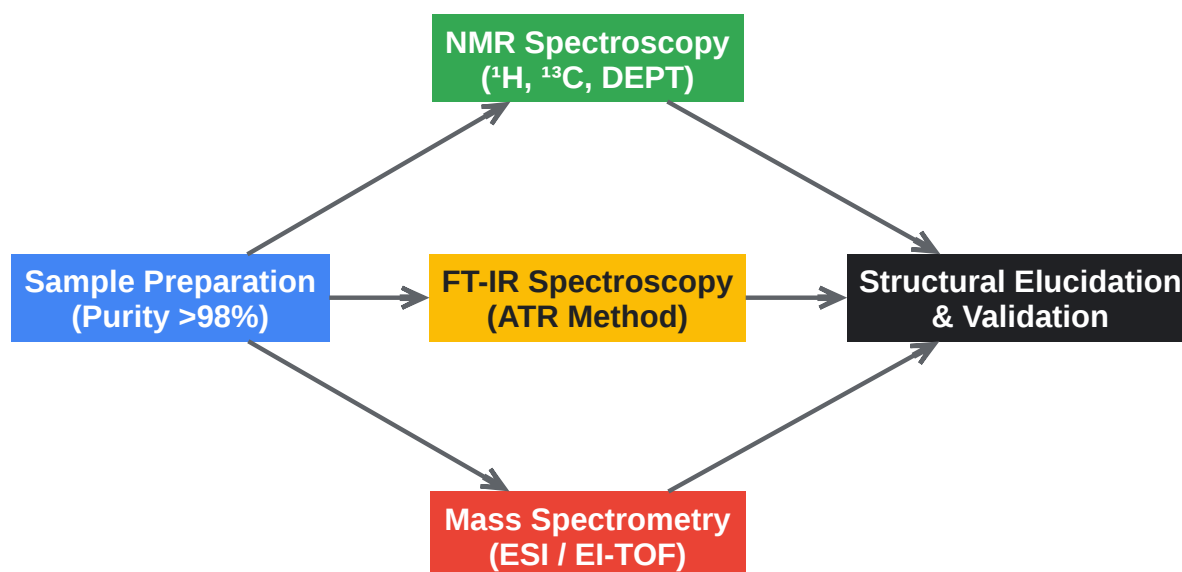 NMR Spectroscopy
(¹H, ¹³C, DEPT)
Sample Preparation
(Purity >98%)
FT-IR Spectroscopy
(ATR Method)
Structural Elucidation
& Validation
Mass Spectrometry
(ESI / EI-TOF)